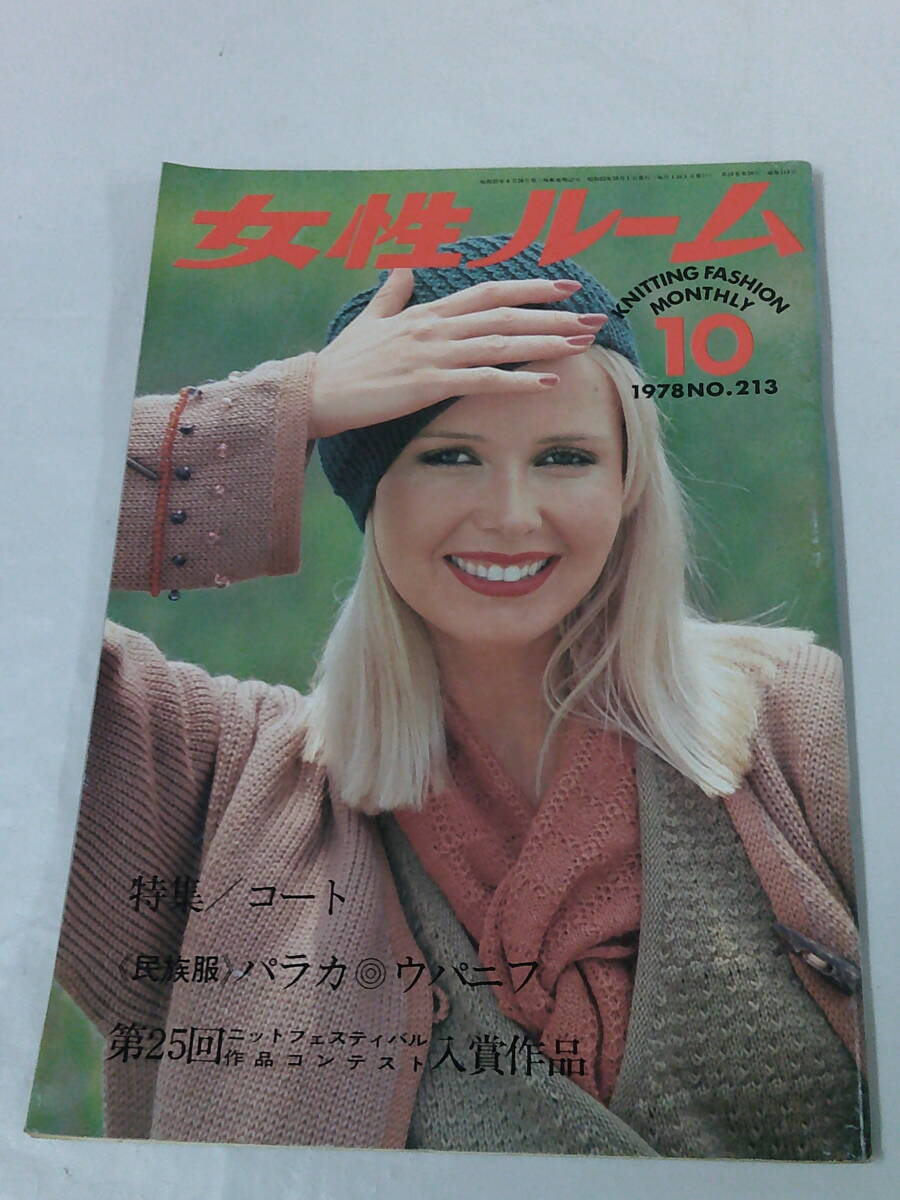 女性ルーム
KNITTING FASHION
MONTHLY
10
1978 NO.213
特集／コート
《民族服》パラカ◎ウパニフ
第25回ニットフェスティバル
作品コンテスト入賞作品